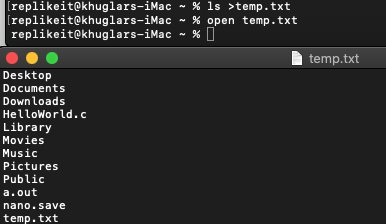 [replikeit@khuglars-iMac ~ % ls >temp.txt
[replikeit@khuglars-iMac ~ % open temp.txt
replikeit@khuglars-iMac ~ %
temp.txt
Desktop
Documents
Downloads
HelloWorld.c
Library
Movies
Music
Pictures
Public
a.out
nano.save
temp.txt